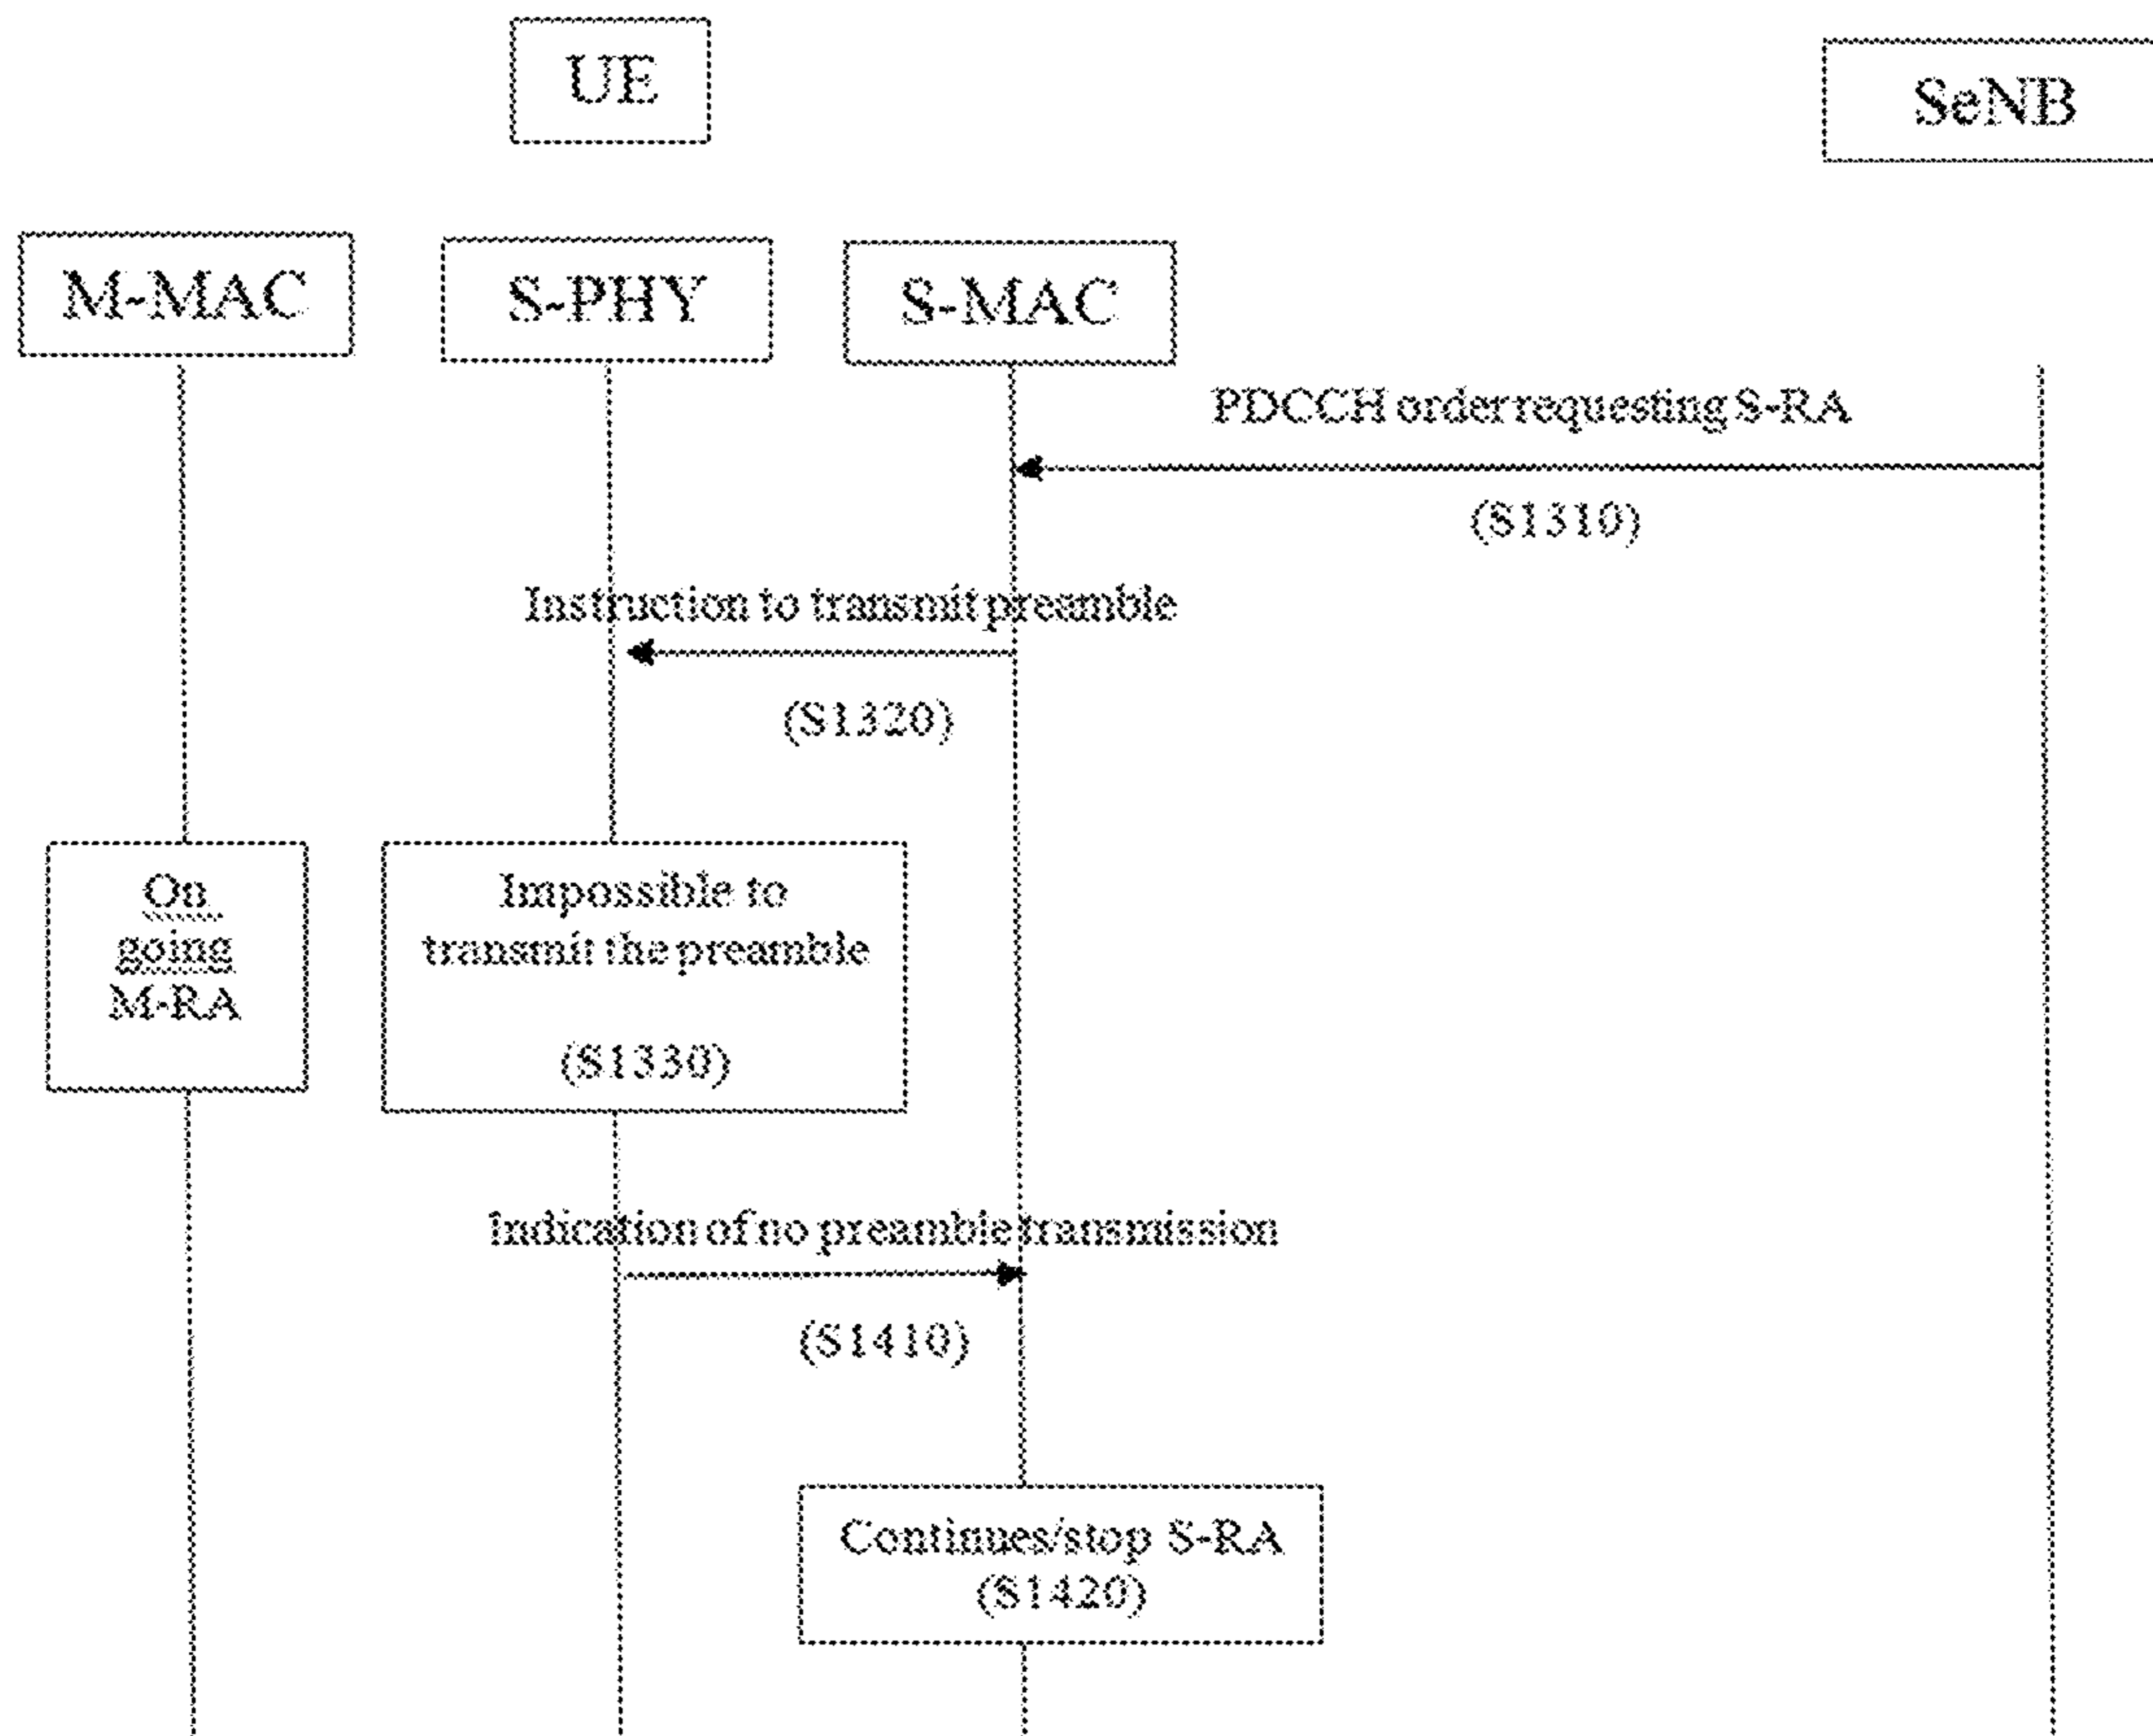 UE
SeNB
M-MAC
S-PHY
S-MAC
PDCCH order requesting S-RA
(S1310)
Instruction to transmit preamble
(S1320)
On
going
M-RA
Impossible to
transmit the preamble
(S1330)
Indication of no preamble transmission
(S1410)
Continues/stop S-RA
(S1420)